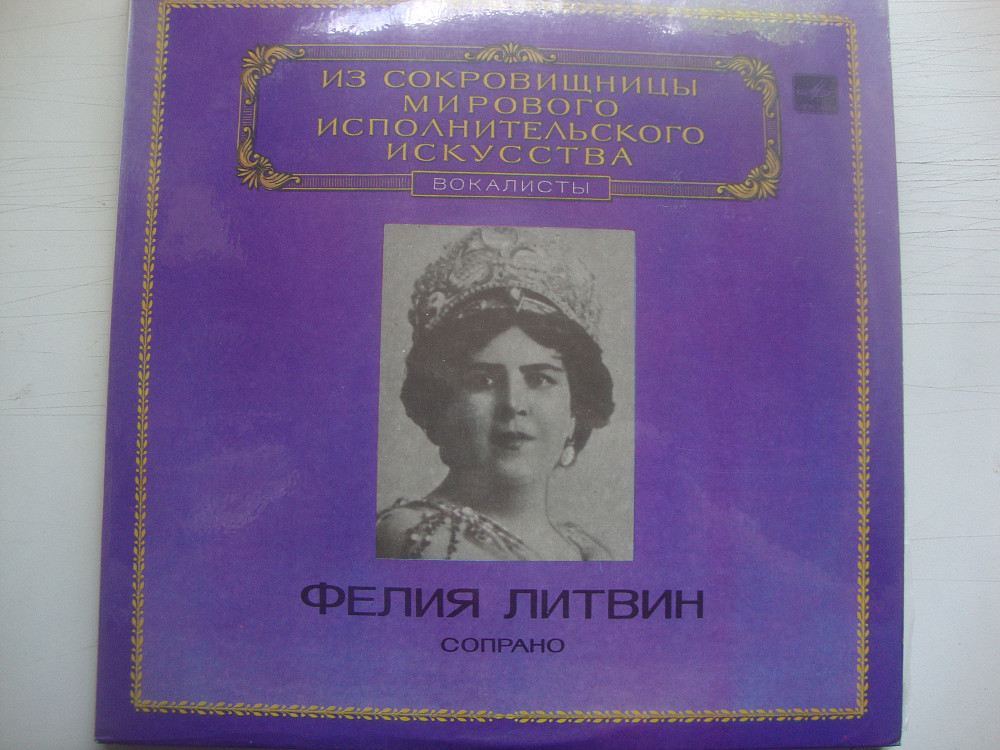 ИЗ СОКРОВИЩНИЦЫ
МИРОВОГО
ИСПОЛНИТЕЛЬСКОГО
ИСКУССТВА
ВОКАЛИСТЫ
ФЕЛИЯ ЛИТВИН
СОПРАНО